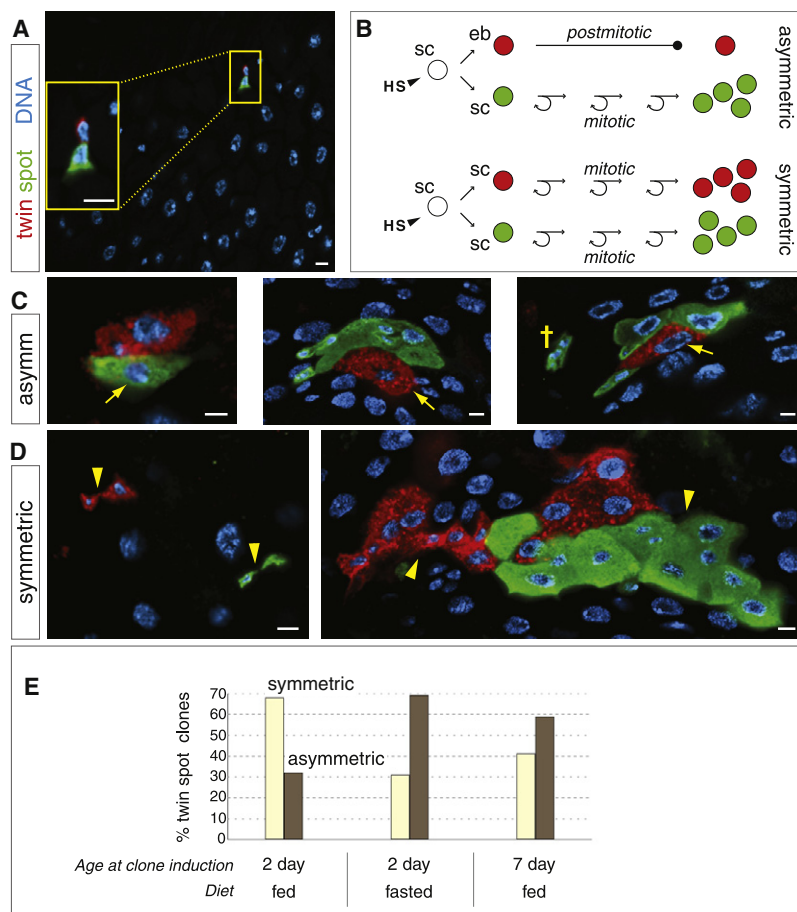 A
twin spot DNA
B
SC
HS
eb
postmitotic
SC
mitotic
asymmetric
SC
HS
SC
mitotic
SC
mitotic
symmetric
C
asymm
†
D
symmetric
E
% twin spot clones
70
60
50
40
30
20
10
0
symmetric
asymmetric
Age at clone induction 2 day 2 day 7 day
Diet fed fasted fed